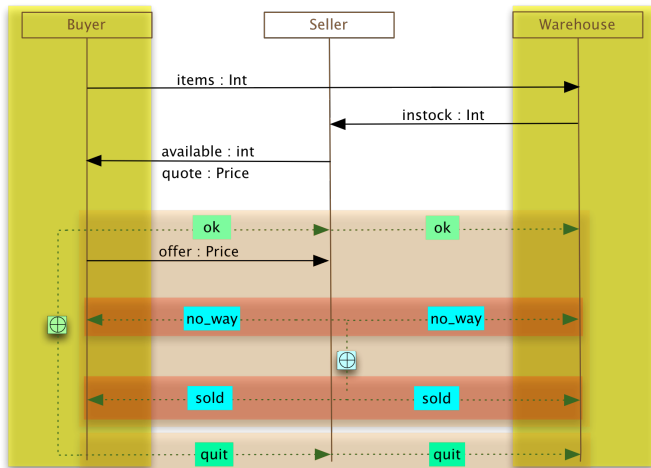 Buyer
Seller
Warehouse
items : Int
instock : Int
available : int
quote : Price
ok
ok
offer : Price
no_way
no_way
sold
sold
quit
quit